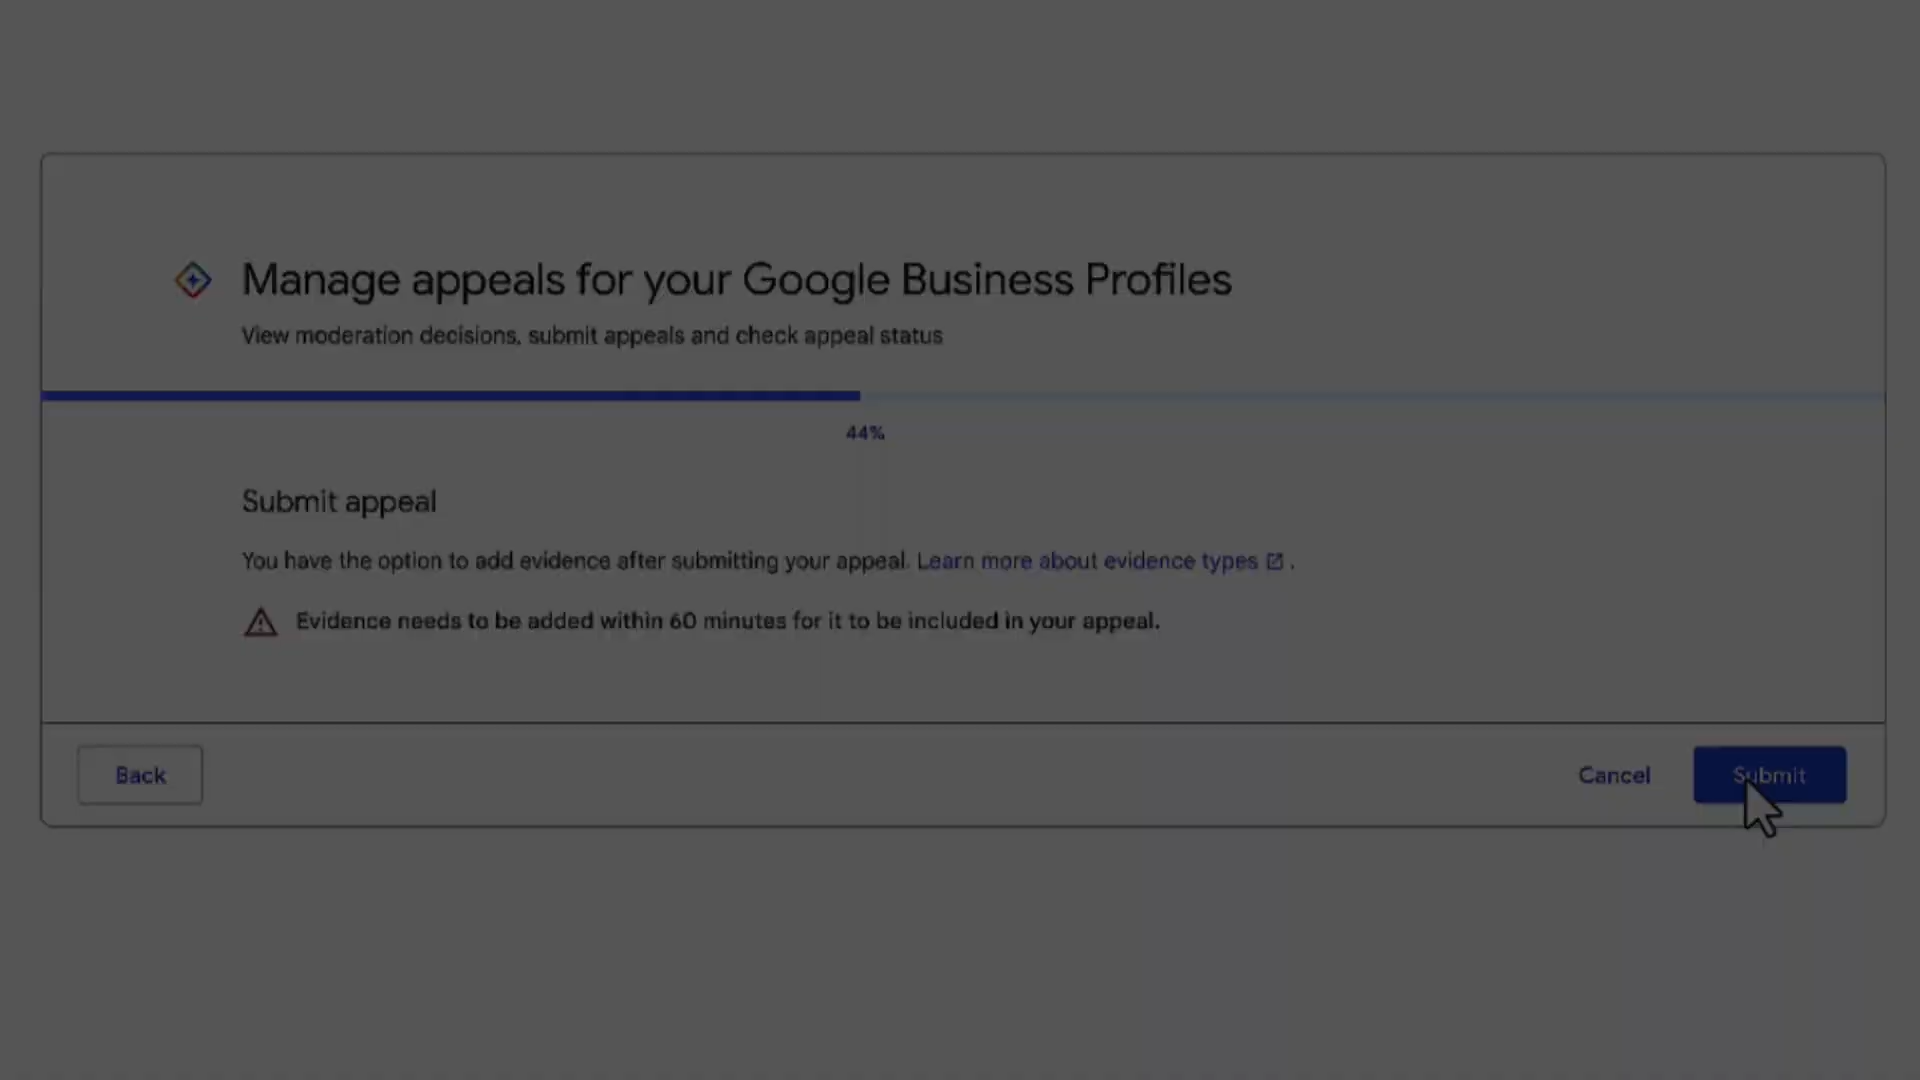 Manage appeals for your Google Business Profiles
View moderation decisions, submit appeals and check appeal status
44%
Submit appeal
You have the option to add evidence after submitting your appeal. Learn more about evidence types .
Evidence needs to be added within 60 minutes for it to be included in your appeal.
Back
Cancel
Submit